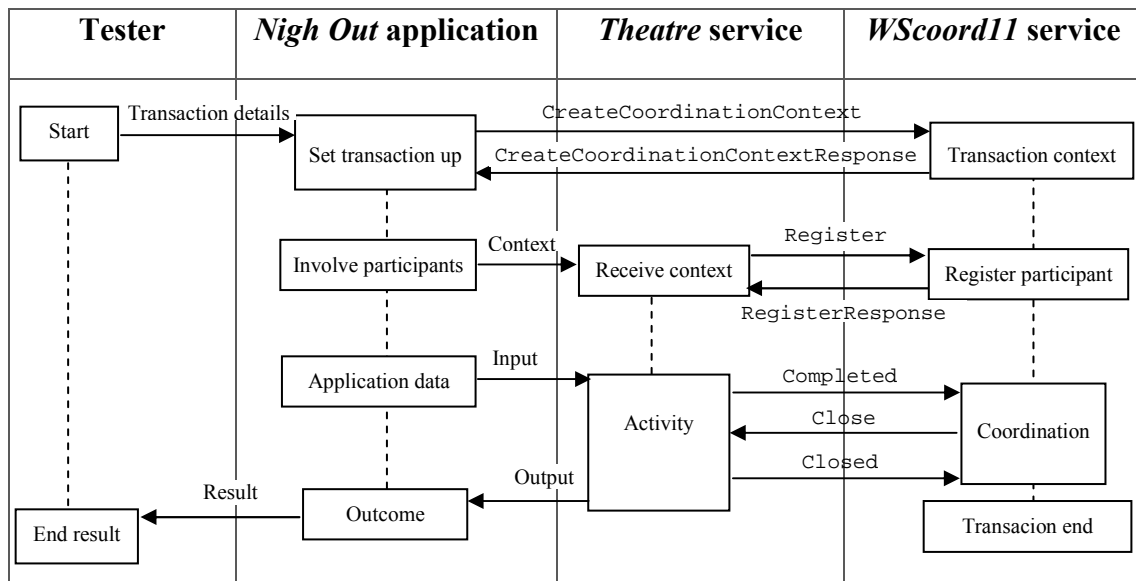 Tester
Nigh Out application
Theatre service
WScoord11 service
Start
Transaction details
Set transaction up
CreateCoordinationContext
CreateCoordinationContextResponse
Transaction context
Involve participants
Context
Receive context
Register
RegisterResponse
Register participant
Application data
Input
Activity
Completed
Close
Closed
Coordination
Output
Outcome
Result
End result
Transacion end